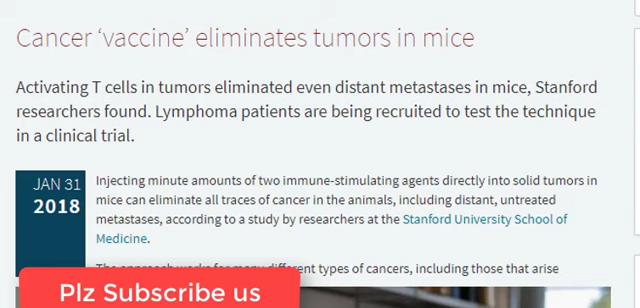 Cancer ‘vaccine’ eliminates tumors in mice
Activating T cells in tumors eliminated even distant metastases in mice, Stanford
researchers found. Lymphoma patients are being recruited to test the technique
in a clinical trial.
JAN 31
2018
Injecting minute amounts of two immune-stimulating agents directly into solid tumors in
mice can eliminate all traces of cancer in the animals, including distant, untreated
metastases, according to a study by researchers at the Stanford University School of
Medicine.
The approach works for many different types of cancers, including those that arise
Plz Subscribe us